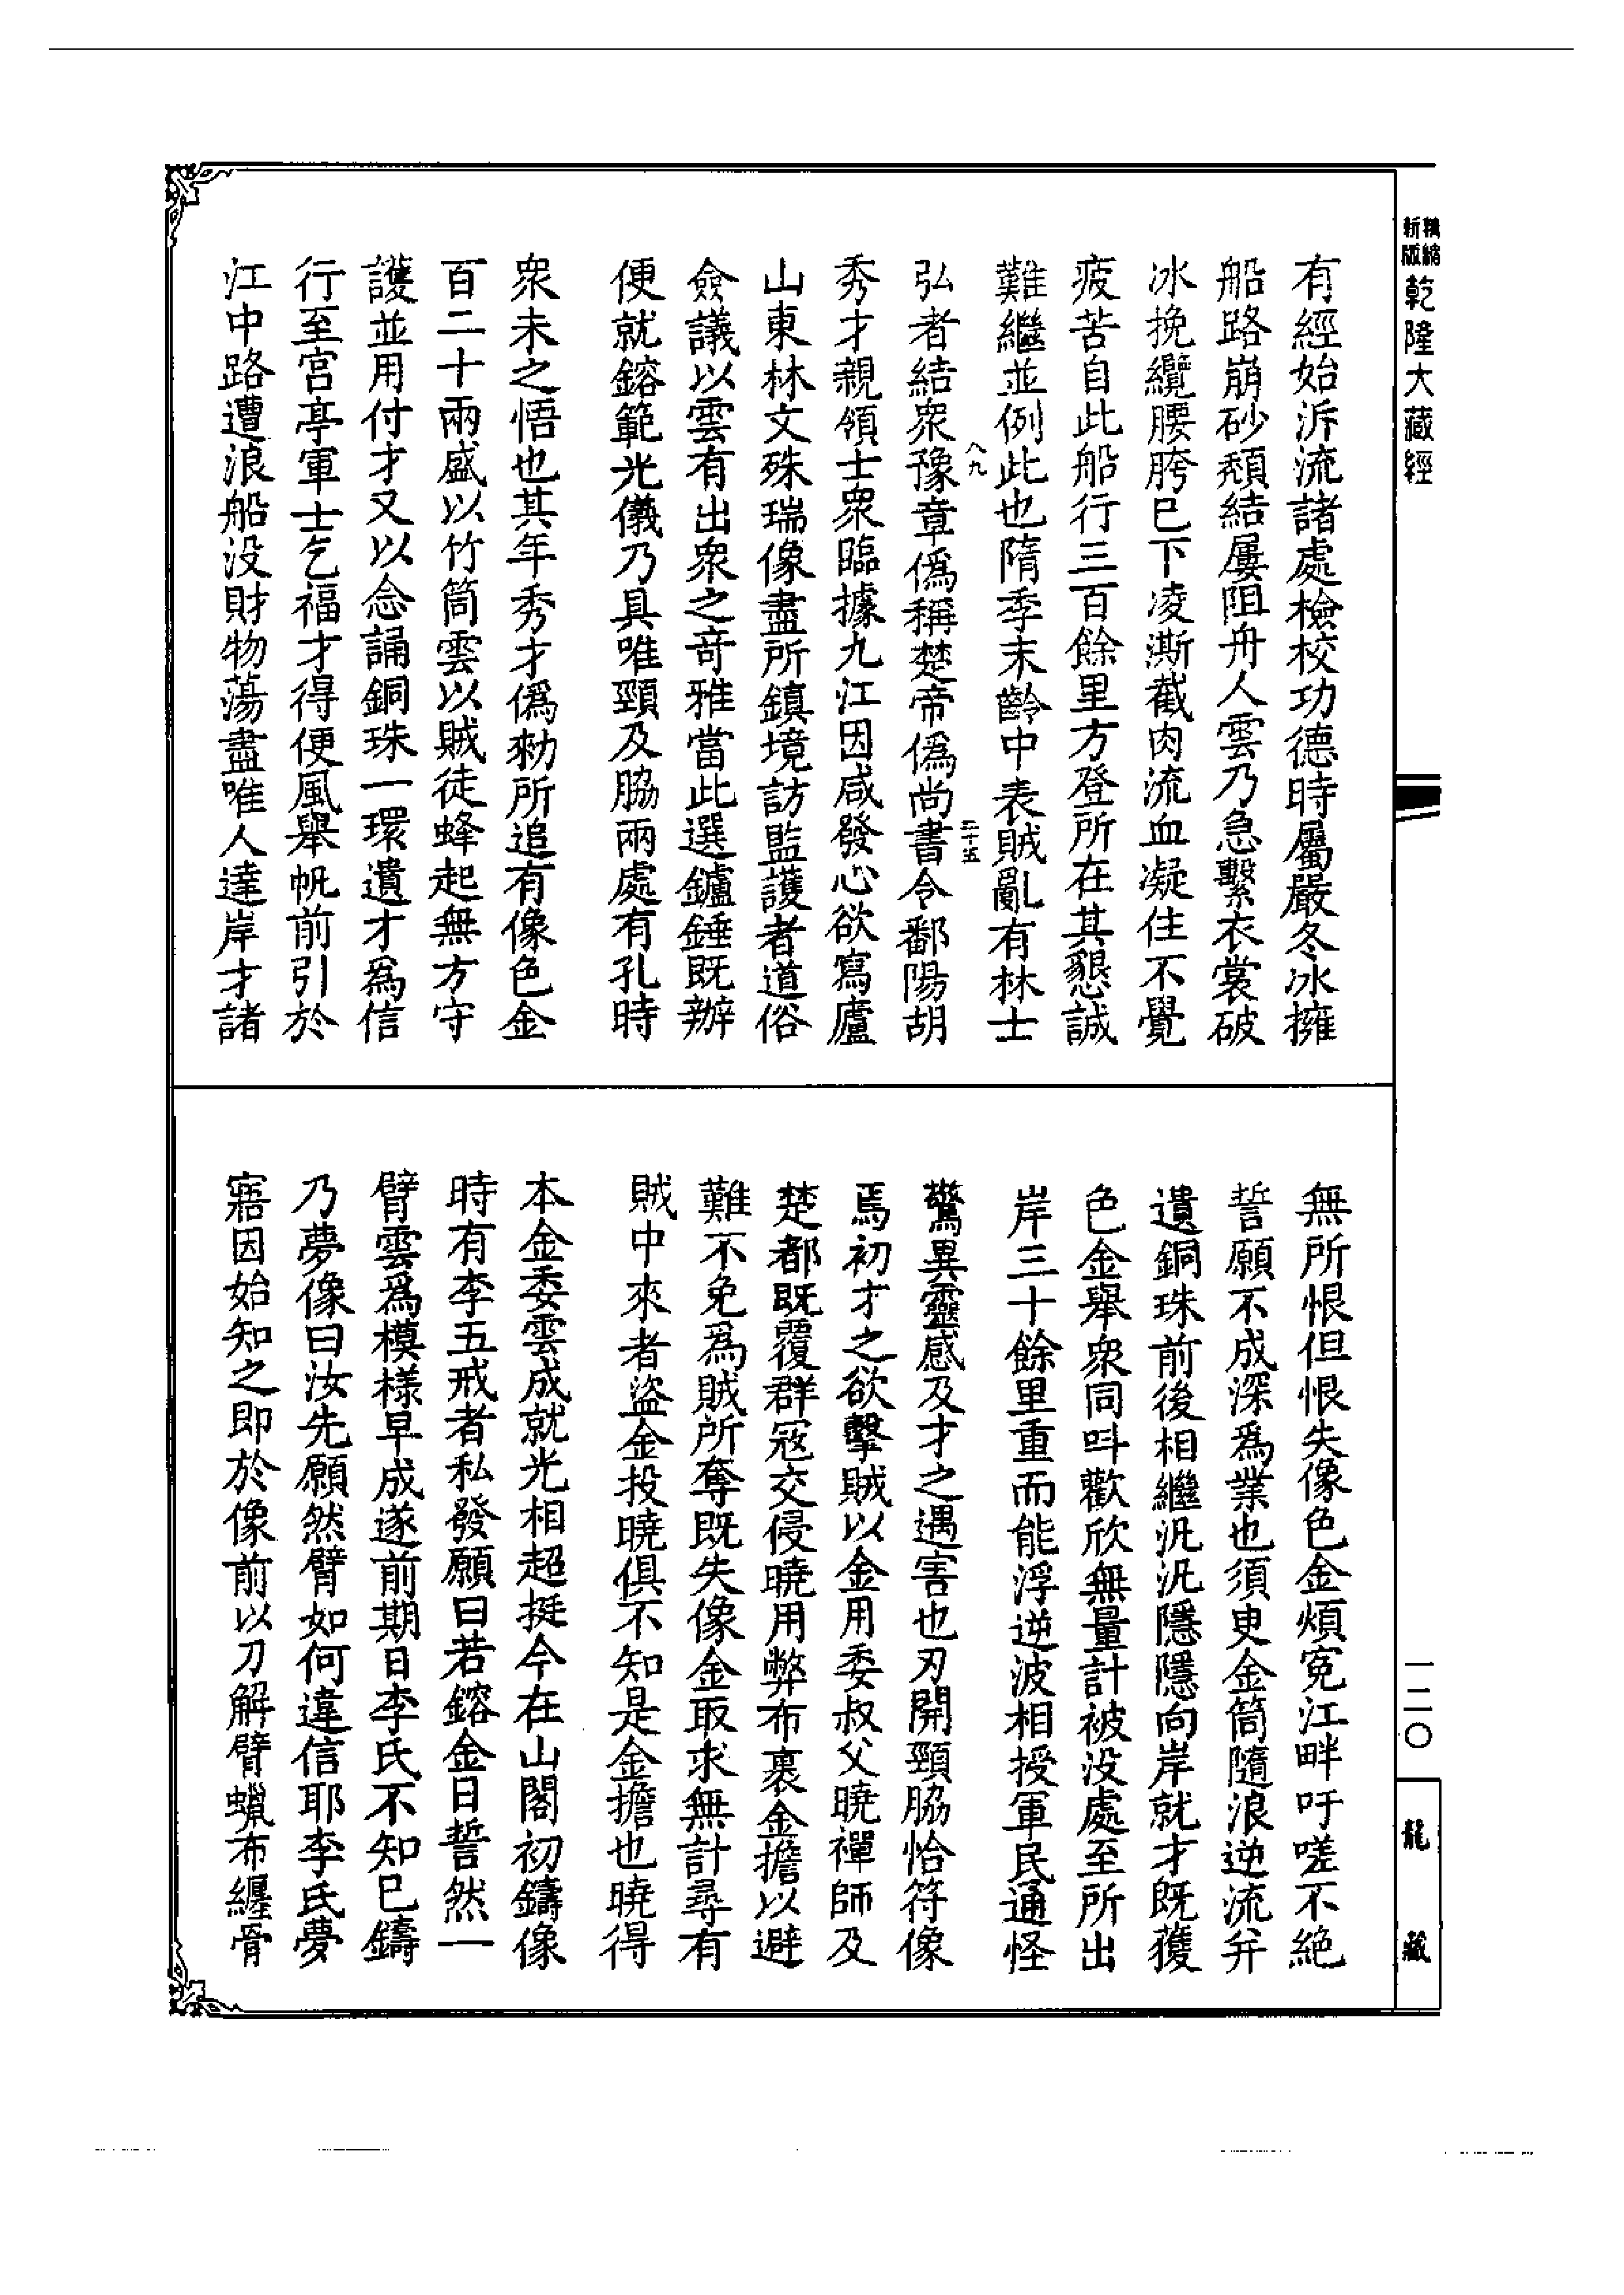 新版精縮
乾隆大藏經
有經始泝流諸處檢校功德時屬嚴冬冰擁
船路崩砂頹結屢阻舟人雲乃急繫衣裳破
冰挽纜腰胯已下凌澌截肉流血凝住不覺
疲苦自此船行三百餘里方登所在其懇誠
難繼並例此也隋季末齡中表賊亂有林士
八九
二十五
弘者結衆豫章僞稱楚帝僞尚書令鄱陽胡
秀才親領士衆臨據九江因咸發心欲寫廬
山東林文殊瑞像盡所鎮境訪監護者道俗
僉議以雲有出衆之奇雅當此選鑪錘既辦
便就鎔範光儀乃具唯頸及脇兩處有孔時
衆未之悟也其年秀才僞勑所追有像色金
百二十兩盛以竹筒雲以賊徒蜂起無方守
護並用付才又以念誦銅珠一環遺才爲信
行至宮亭軍士乞福才得便風舉帆前引於
江中路遭浪船没財物蕩盡唯人達岸才諸
無所恨但恨失像色金煩寃江畔吁嗟不絶
誓願不成深爲業也須臾金筒隨浪逆流并
遺銅珠前後相繼汎汎隱隱向岸就才既獲
色金舉衆同叫歡欣無量計被没處至所出
岸三十餘里重而能浮逆波相授軍民通怪
驚異靈感及才之遇害也刃開頸脇恰符像
焉初才之欲擊賊以金用委叔父曉禪師及
楚都既覆群宼交侵曉用弊布裹金擔以避
難不免爲賊所奪既失像金取求無計尋有
賊中來者盜金投曉俱不知是金擔也曉得
本金委雲成就光相超挺今在山閣初鑄像
時有李五戒者私發願曰若鎔金日誓然一
臂雲爲模樣早成遂前期日李氏不知已鑄
乃夢像曰汝先願然臂如何違信耶李氏夢
寤因始知之即於像前以刀解臂蠟布纏骨
一二〇
龍藏